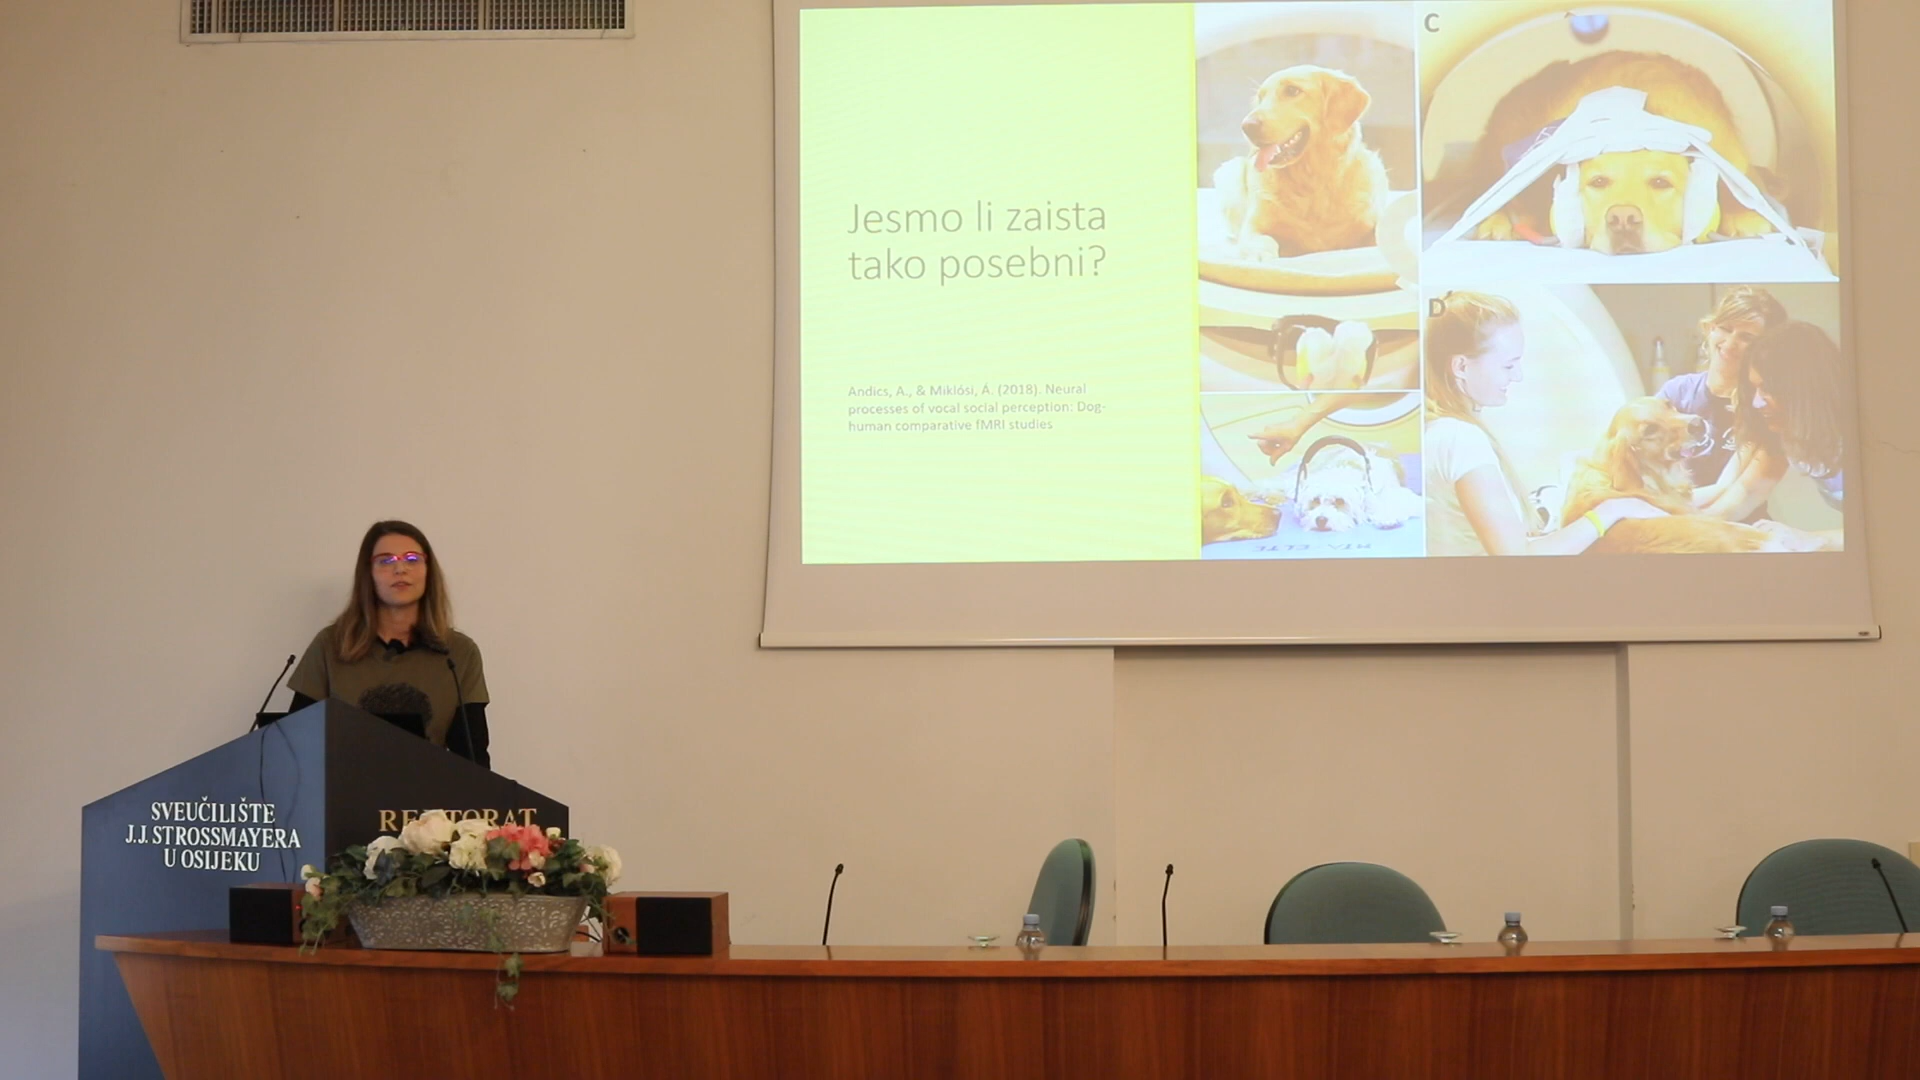 Jesmo li zaista
tako posebni?
Andics, A., & Miklósi, Á. (2018). Neural
processes of vocal social perception: Dog-
human comparative fMRI studies
C
D
SVEUČILIŠTE
J.J. STROSSMAYERA
U OSIJEKU
REKTORAT